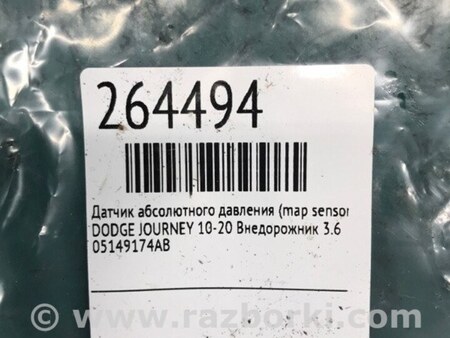 264494
Датчик абсолютного давления (map sensor
DODGE JOURNEY 10-20 Внедорожник 3.6
05149174AB
© www.razborki.com